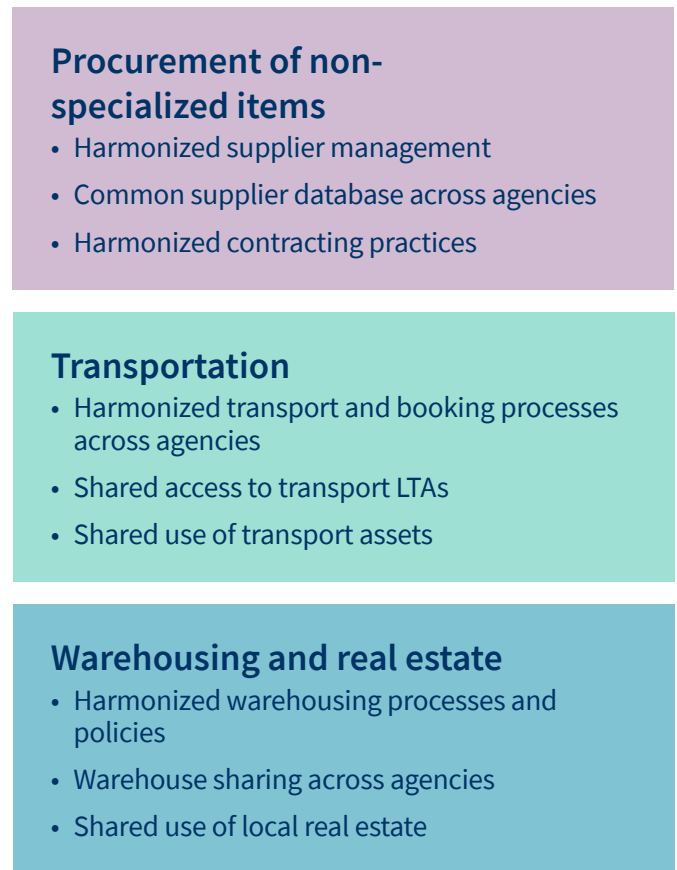 Procurement of non-
specialized items
• Harmonized supplier management
• Common supplier database across agencies
• Harmonized contracting practices
Transportation
• Harmonized transport and booking processes
across agencies
• Shared access to transport LTAs
• Shared use of transport assets
Warehousing and real estate
• Harmonized warehousing processes and
policies
• Warehouse sharing across agencies
• Shared use of local real estate